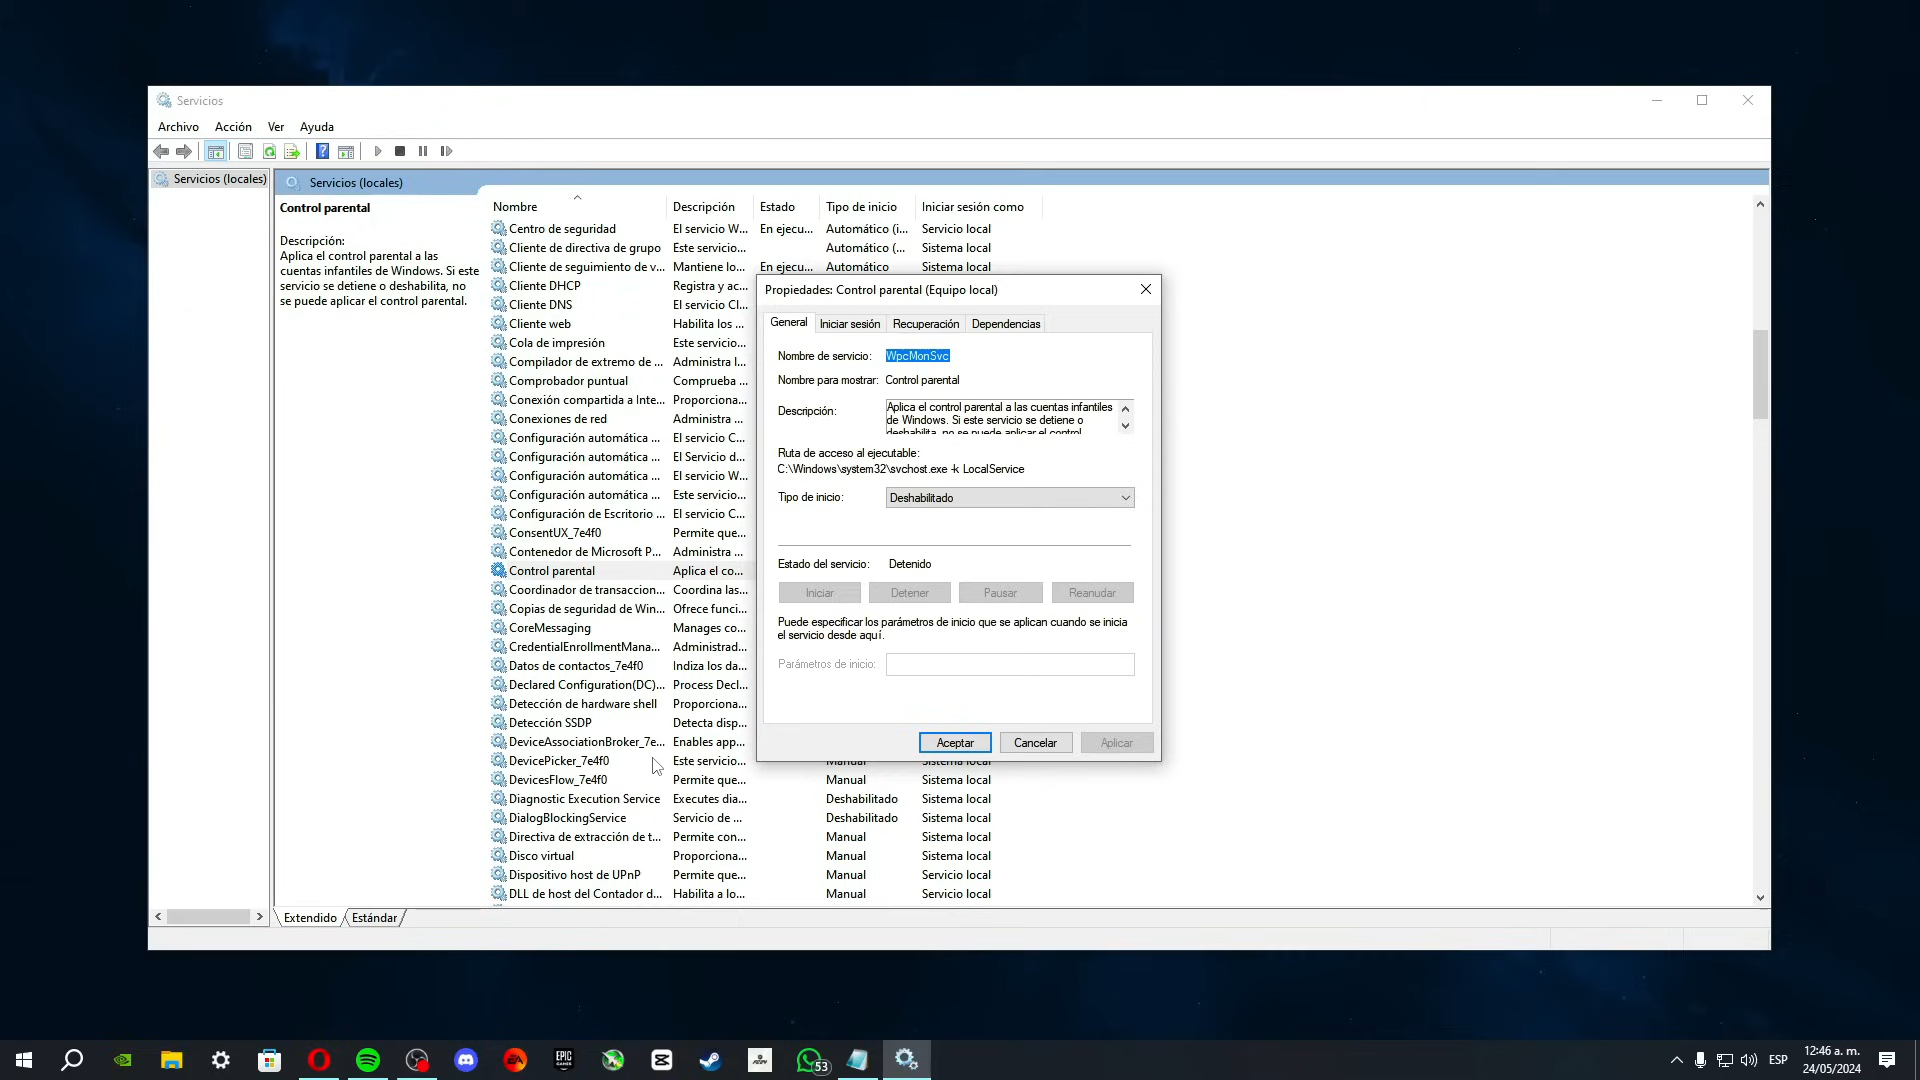 Servicios
Archivo Acción Ver Ayuda
Servicios (locales)
Servicios (locales)
Control parental
Descripción:
Aplica el control parental a las
cuentas infantiles de Windows. Si este
servicio se detiene o deshabilita, no
se puede aplicar el control parental.
Nombre Descripción Estado Tipo de inicio Iniciar sesión como
Centro de seguridad El servicio W... En ejecu... Automático (i... Servicio local
Cliente de directiva de grupo Este servicio... Automático (... Sistema local
Cliente de seguimiento de v... Mantiene lo... En ejecu... Automático Sistema local
Cliente DHCP Registra y ac...
Cliente DNS El servicio Cl...
Cliente web Habilita los ...
Cola de impresión Este servicio...
Compilador de extremo de ... Administra l...
Comprobador puntual Comprueba ...
Conexión compartida a Inte... Proporciona...
Conexiones de red Administra ...
Configuración automática ... El servicio C...
Configuración automática ... El Servicio d...
Configuración automática ... El servicio W...
Configuración automática ... Este servicio...
Configuración de Escritorio ... El servicio C...
ConsentUX_7e4f0 Permite que...
Contenedor de Microsoft P... Administra ...
Control parental Aplica el co...
Coordinador de transaccion... Coordina las...
Copias de seguridad de Win... Ofrece funci...
CoreMessaging Manages co...
CredentialEnrollmentMana... Administrad...
Datos de contactos_7e4f0 Indiza los da...
Declared Configuration(DC)... Process Decl...
Detección de hardware shell Proporciona...
Detección SSDP Detecta disp...
DeviceAssociationBroker_7e... Enables app...
DevicePicker_7e4f0 Este servicio... Manual Sistema local
DevicesFlow_7e4f0 Permite que... Manual Sistema local
Diagnostic Execution Service Executes dia... Deshabilitado Sistema local
DialogBlockingService Servicio de ... Deshabilitado Sistema local
Directiva de extracción de t... Permite con... Manual Sistema local
Disco virtual Proporciona... Manual Sistema local
Dispositivo host de UPnP Permite que... Manual Servicio local
DLL de host del Contador d... Habilita a lo... Manual Servicio local
Extendido Estándar
Propiedades: Control parental (Equipo local)
General Iniciar sesión Recuperación Dependencias
Nombre de servicio: WpcMonSvc
Nombre para mostrar: Control parental
Descripción: Aplica el control parental a las cuentas infantiles
de Windows. Si este servicio se detiene o
deshabilita, no se puede aplicar el control
Ruta de acceso al ejecutable:
C:\Windows\system32\svchost.exe -k LocalService
Tipo de inicio: Deshabilitado
Estado del servicio: Detenido
Iniciar Detener Pausar Reanudar
Puede especificar los parámetros de inicio que se aplican cuando se inicia
el servicio desde aquí.
Parámetros de inicio:
Aceptar Cancelar Aplicar
EPIC GAMES
EA
53
ESP
12:46 a. m.
24/05/2024